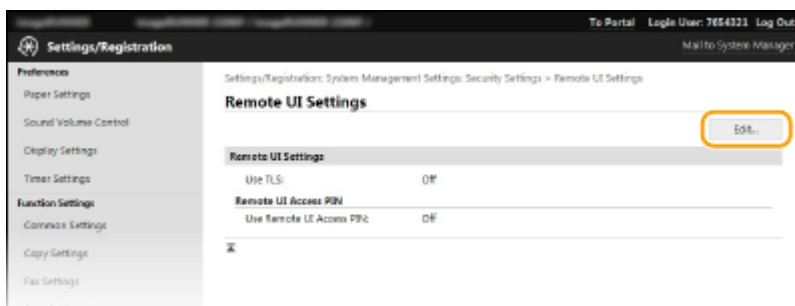 To Portal Login User: 7654321 Log Out
Settings/Registration
Mail to System Manager
Preferences
Paper Settings
Sound Volume Control
Display Settings
Timer Settings
Function Settings
Common Settings
Copy Settings
Fax Settings
Settings/Registration: System Management Settings: Security Settings > Remote UI Settings
Remote UI Settings
Edit...
Remote UI Settings
Use TLS: Off
Remote UI Access PIN
Use Remote UI Access PIN: Off